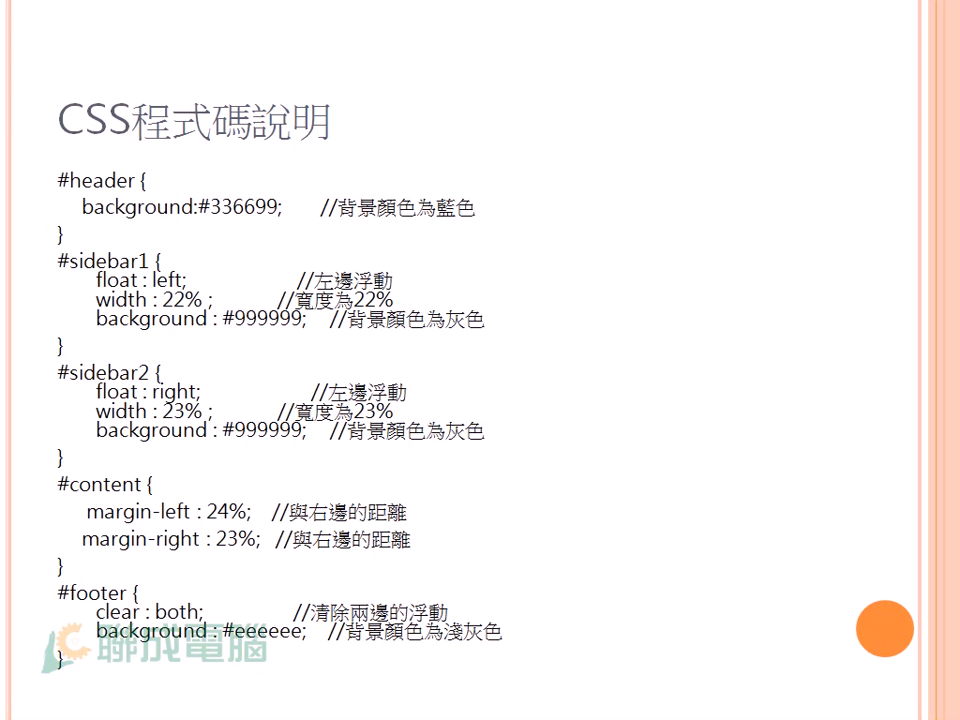 CSS程式碼說明
#header {
background:#336699; //背景顏色為藍色
}
#sidebar1 {
float : left; //左邊浮動
width : 22% ; //寬度為22%
background : #999999; //背景顏色為灰色
}
#sidebar2 {
float : right; //左邊浮動
width : 23% ; //寬度為23%
background : #999999; //背景顏色為灰色
}
#content {
margin-left : 24%; //與右邊的距離
margin-right : 23%; //與右邊的距離
}
#footer {
clear : both; //清除兩邊的浮動
background : #eeeeee; //背景顏色為淺灰色
}
聯成電腦